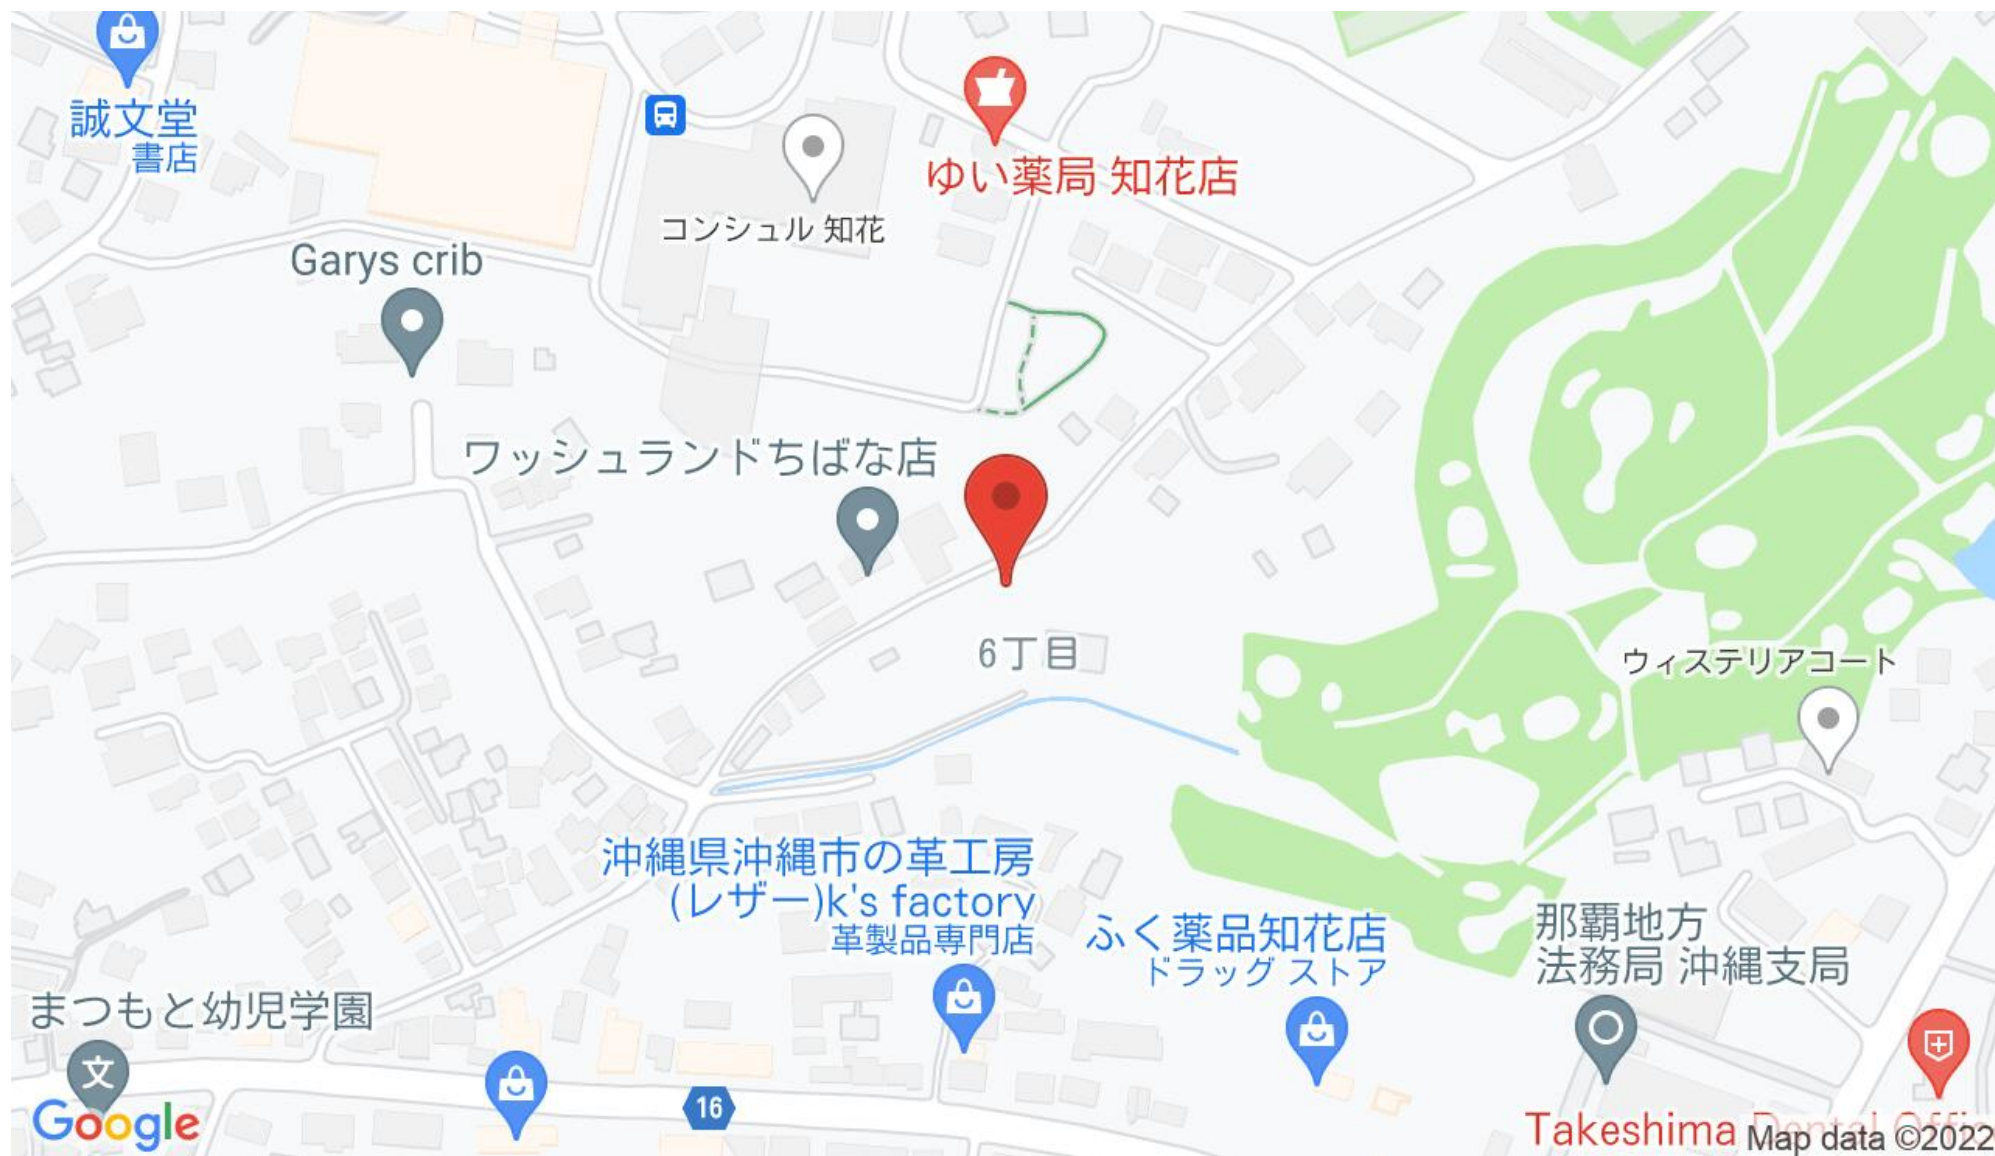 誠文堂
書店
ゆい薬局 知花店
コンシュル 知花
Garys crib
ワッシュランドちばな店
6丁目
ウィステリアコート
沖縄県沖縄市の革工房
(レザー)k's factory
革製品専門店
ふく薬品知花店
ドラッグ ストア
那覇地方
法務局 沖縄支局
まつもと幼児学園
文
16
Google
Takeshima Dental Office
Map data ©2022